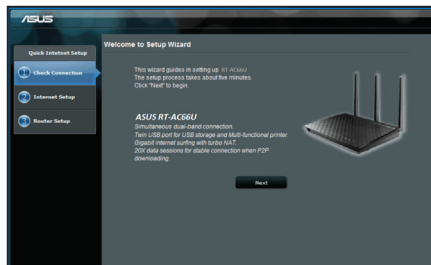 ASUS
Quick Internet Setup
1 Check Connection
2 Internet Setup
3 Router Setup
Welcome to Setup Wizard
This wizard guides in setting up RT-AC66U
The setup process takes about five minutes.
Click "Next" to begin.
ASUS RT-AC66U
Simultaneous dual-band connection.
Twin USB port for USB storage and Multi-functional printer.
Gigabit internet surfing with turbo NAT.
20X data sessions for stable connection when P2P
downloading.
Next